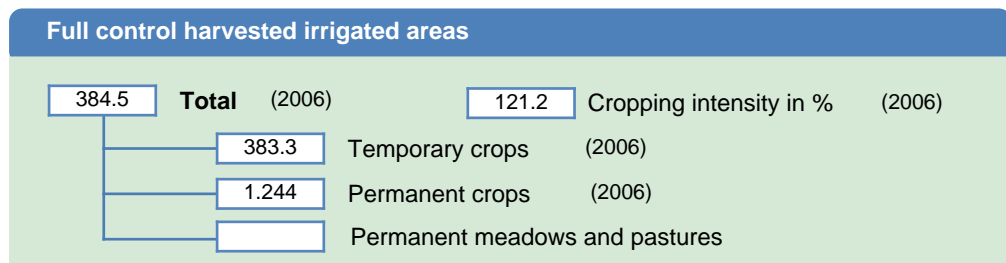 Full control harvested irrigated areas
384.5 Total (2006) 121.2 Cropping intensity in % (2006)
383.3 Temporary crops (2006)
1.244 Permanent crops (2006)
Permanent meadows and pastures